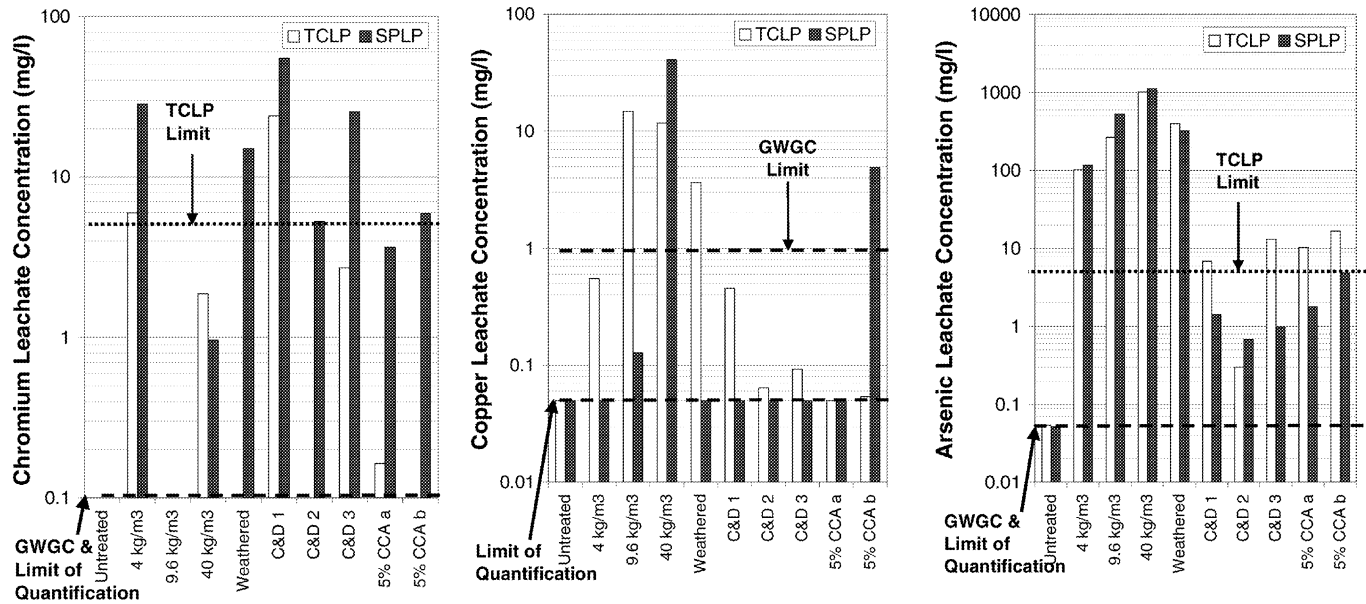 Chromium Leachate Concentration (mg/l)
100
10
1
0.1
TCLP SPLP
TCLP
Limit
GWGC &
Limit of
Quantification
Untreated
4 kg/m3
9.6 kg/m3
40 kg/m3
Weathered
C&D 1
C&D 2
C&D 3
5% CCA a
5% CCA b
Copper Leachate Concentration (mg/l)
100
10
1
0.1
0.01
TCLP SPLP
GWGC
Limit
Limit of
Quantification
Untreated
4 kg/m3
9.6 kg/m3
40 kg/m3
Weathered
C&D 1
C&D 2
C&D 3
5% CCA a
5% CCA b
Arsenic Leachate Concentration (mg/l)
10000
1000
100
10
1
0.1
0.01
TCLP SPLP
TCLP
Limit
GWGC &
Limit of
Quantification
Untreated
4 kg/m3
9.6 kg/m3
40 kg/m3
Weathered
C&D 1
C&D 2
C&D 3
5% CCA a
5% CCA b